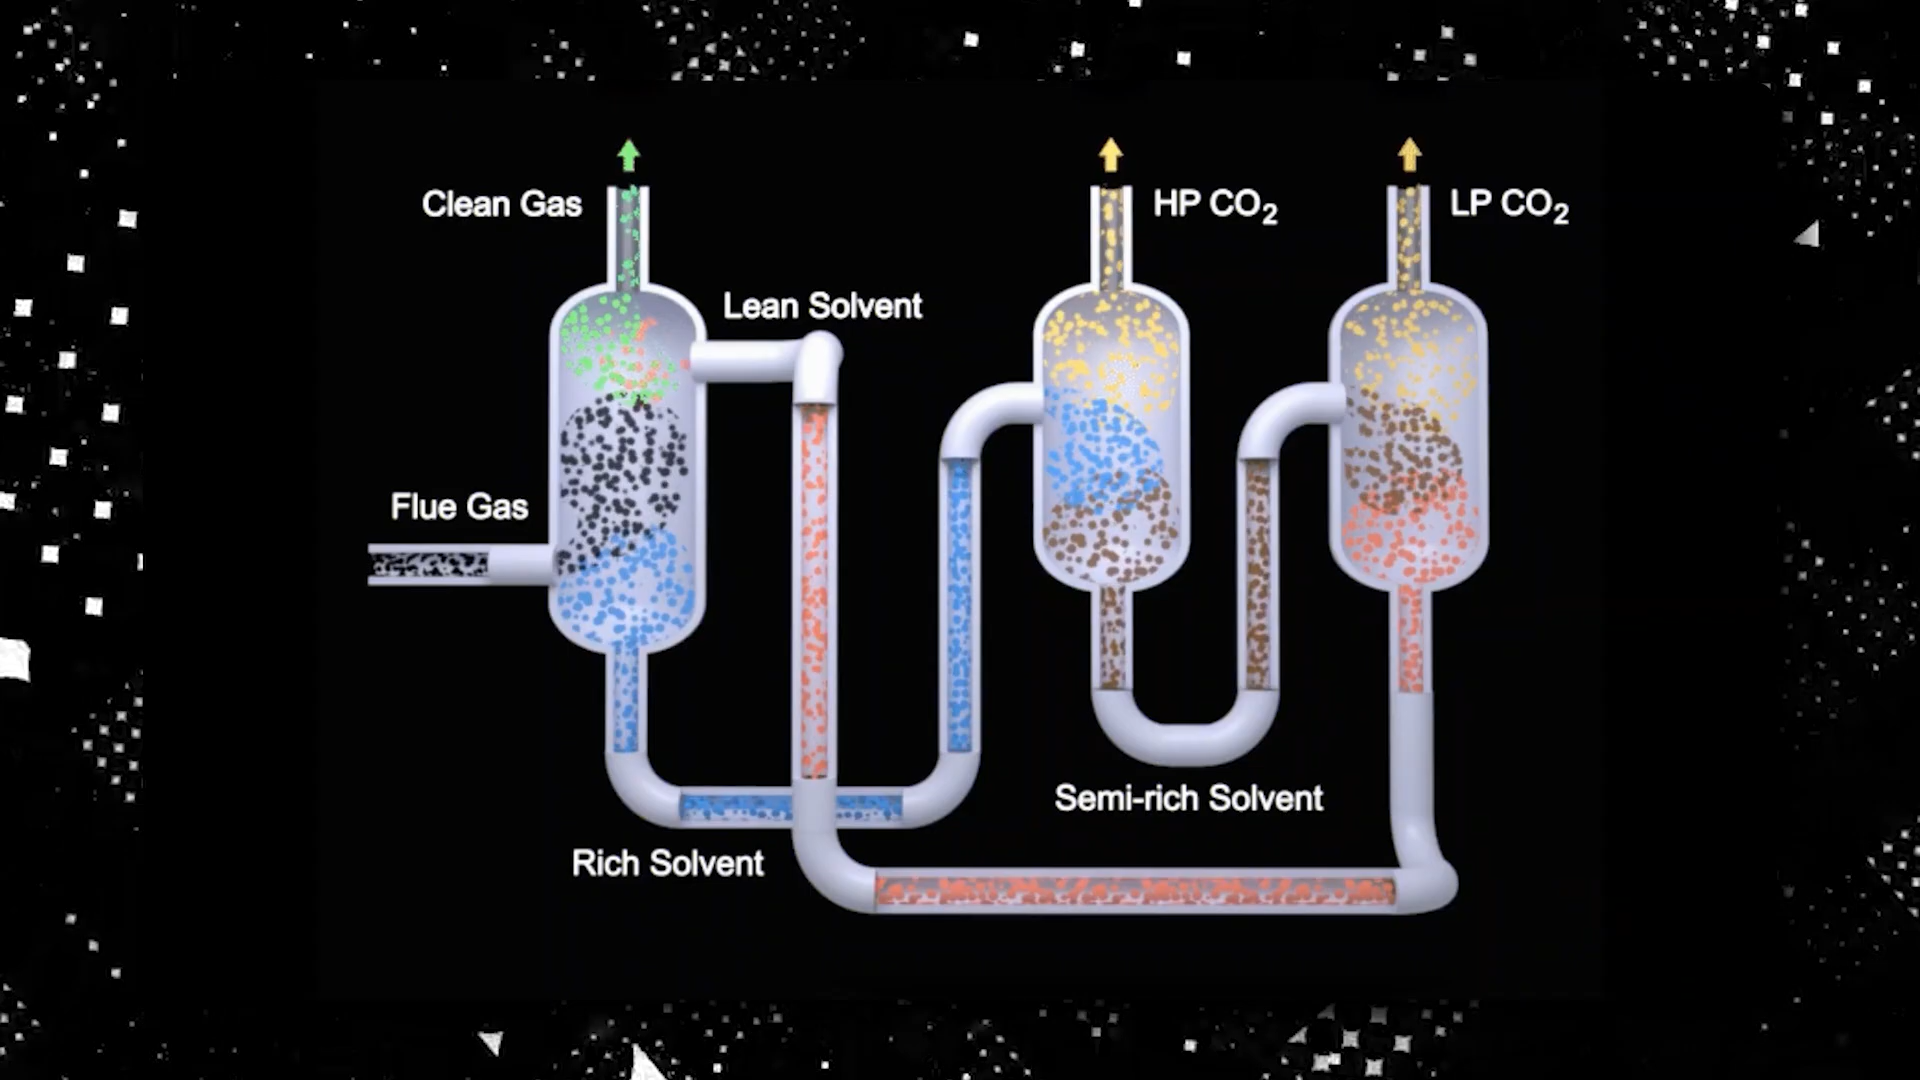 Clean Gas
HP CO₂
LP CO₂
Lean Solvent
Flue Gas
Semi-rich Solvent
Rich Solvent